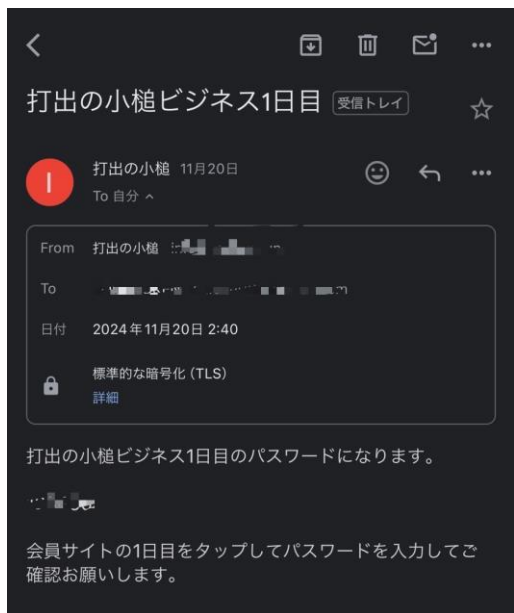 打出の小槌ビジネス1日目 受信トレイ
I
打出の小槌 11月20日
To 自分
From 打出の小槌
To
日付 2024年11月20日 2:40
標準的な暗号化 (TLS)
詳細
打出の小槌ビジネス1日目のパスワードになります。
会員サイトの1日目をタップしてパスワードを入力してご
確認お願いします。